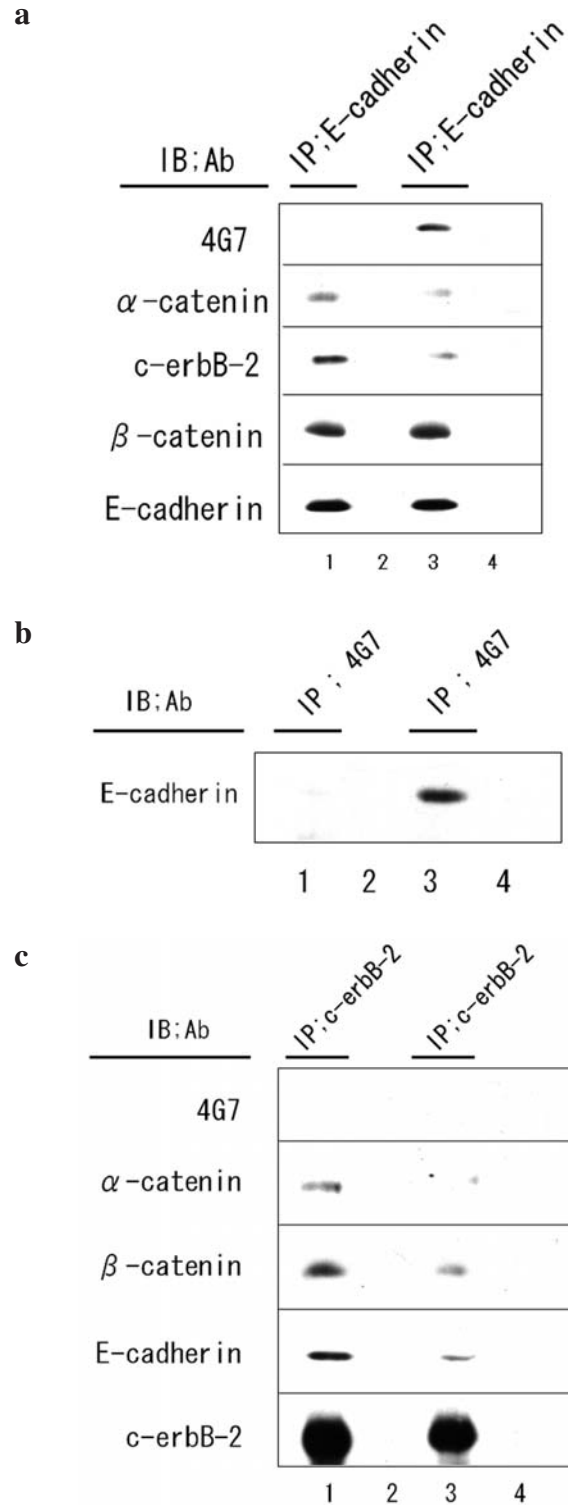 a
IP;E-cadherin IP;E-cadherin
IB;Ab
4G7
α-catenin
c-erbB-2
β-catenin
E-cadherin
1 2 3 4
b
IP ; 4G7 IP ; 4G7
IB;Ab
E-cadherin
1 2 3 4
c
IP;c-erbB-2 IP;c-erbB-2
IB;Ab
4G7
α-catenin
β-catenin
E-cadherin
c-erbB-2
1 2 3 4